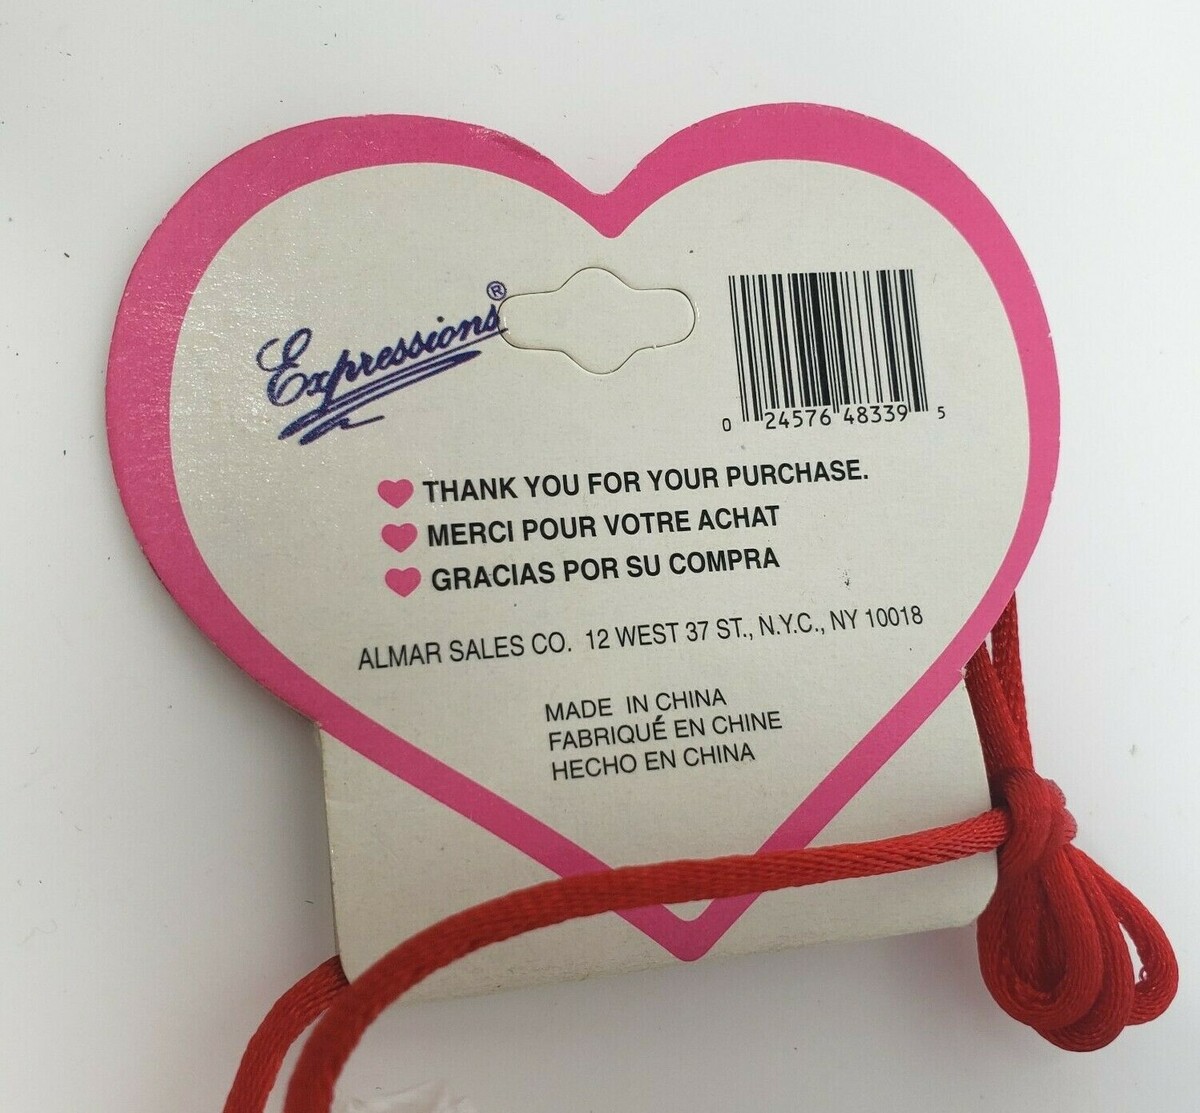 Expressions®
0 24576 48339 5
THANK YOU FOR YOUR PURCHASE.
MERCI POUR VOTRE ACHAT
GRACIAS POR SU COMPRA
ALMAR SALES CO. 12 WEST 37 ST., N.Y.C., NY 10018
MADE IN CHINA
FABRIQUÉ EN CHINE
HECHO EN CHINA